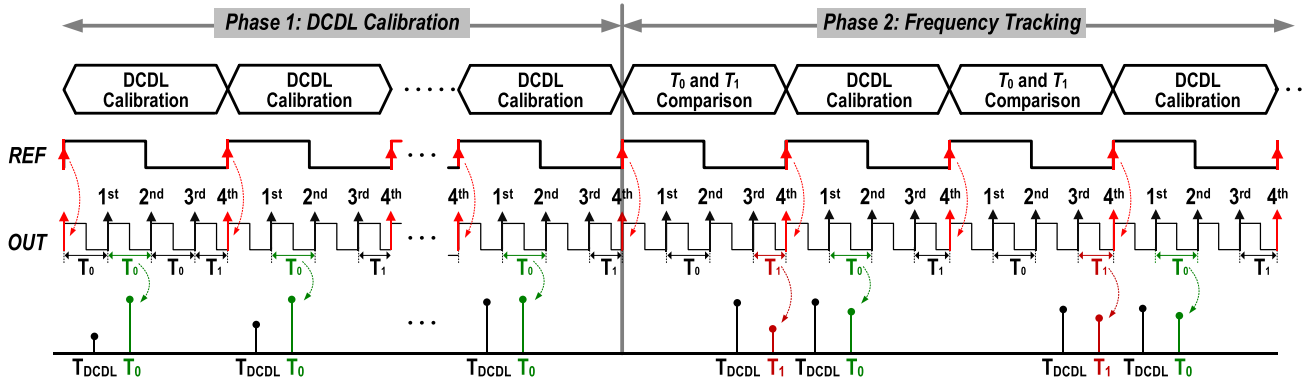 Phase 1: DCDL Calibration
Phase 2: Frequency Tracking
DCDL Calibration
DCDL Calibration
. . . . .
DCDL Calibration
T0 and T1 Comparison
DCDL Calibration
T0 and T1 Comparison
DCDL Calibration
. .
REF
. . .
1st 2nd 3rd 4th 1st 2nd 3rd 4th 4th 1st 2nd 3rd 4th 1st 2nd 3rd 4th 1st 2nd 3rd 4th 1st 2nd 3rd 4th 1st 2nd 3rd 4th
OUT
. . .
T0 T0 T0 T1 T0 T1 T0 T1 T0 T1 T0 T1 T0 T1 T0 T1
. . .
TDCDL T0 TDCDL T0 TDCDL T0 TDCDL T1 TDCDL T0 TDCDL T1 TDCDL T0